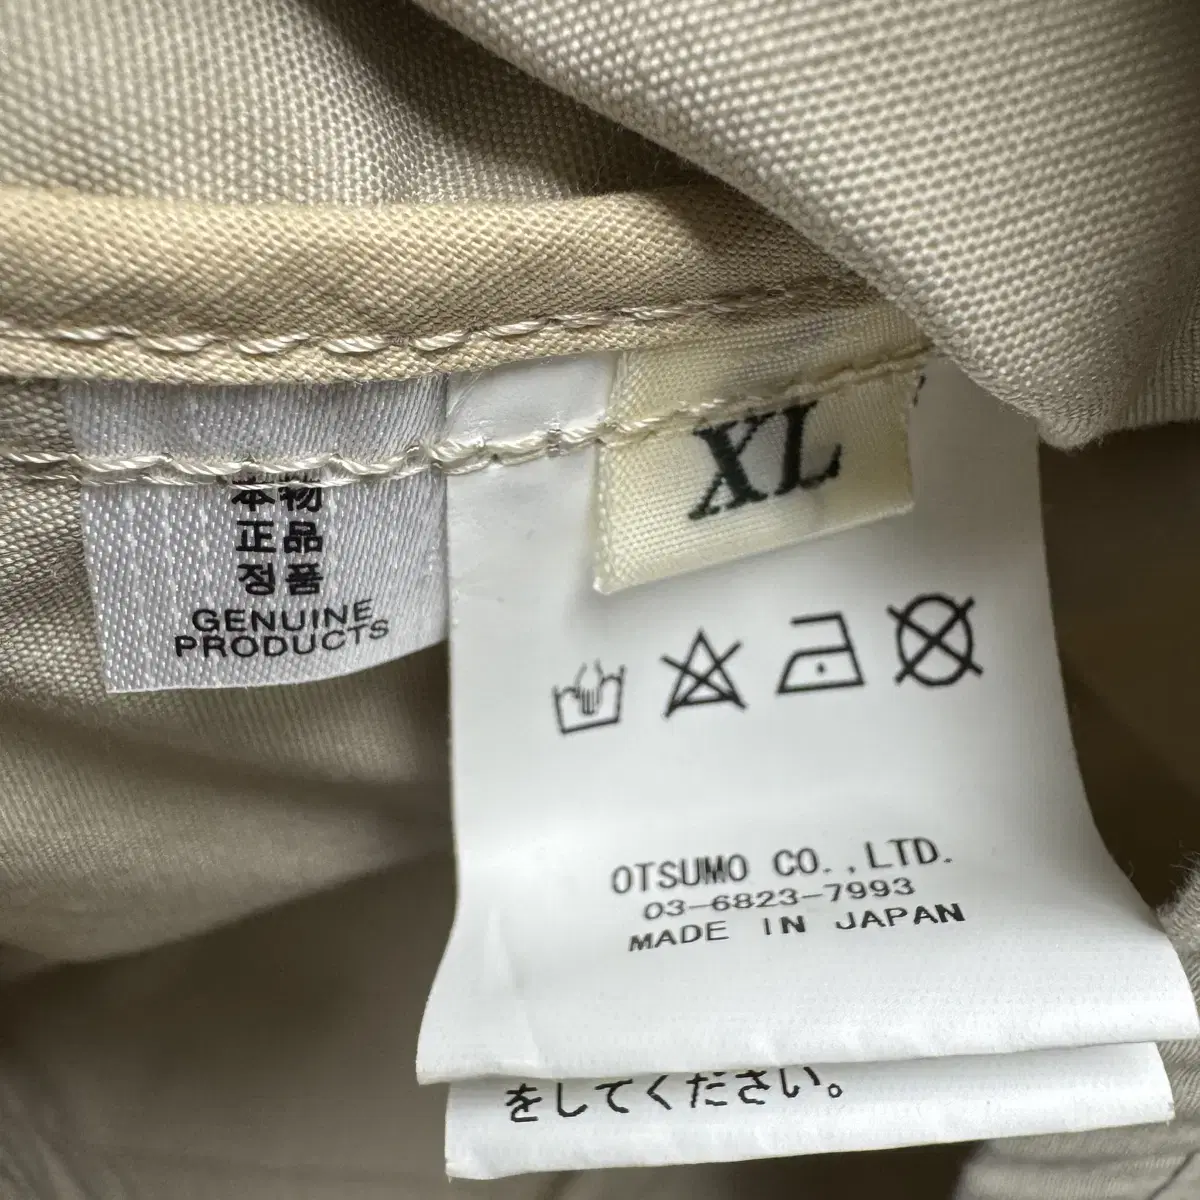 本物
正品
정품
GENUINE
PRODUCTS
XL
OTSUMO CO.,LTD.
03-6823-7993
MADE IN JAPAN
をしてください。